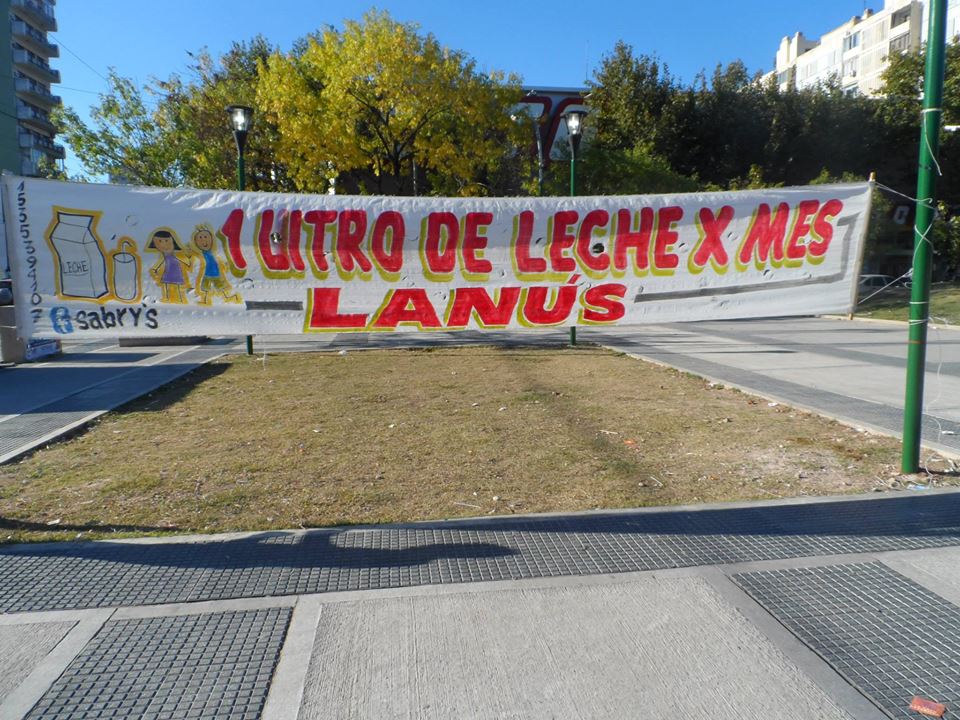 1 LITRO DE LECHE X MES
LECHE
LANÚS
f sabry's